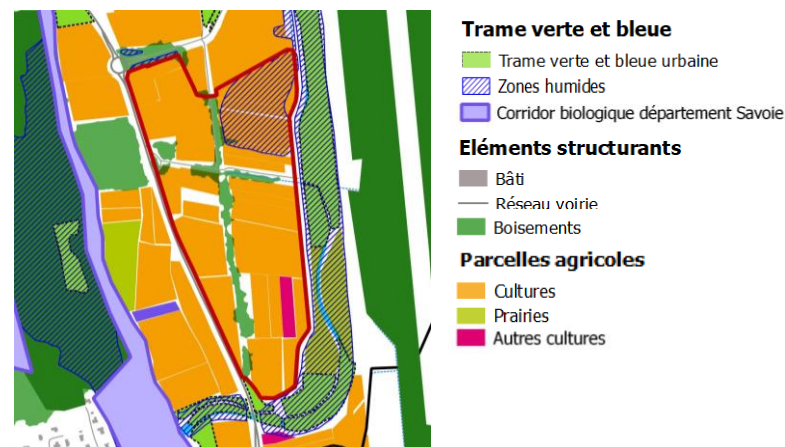 Trame verte et bleue
Trame verte et bleue urbaine
Zones humides
Corridor biologique département Savoie
Eléments structurants
Bâti
Réseau voirie
Boisements
Parcelles agricoles
Cultures
Prairies
Autres cultures